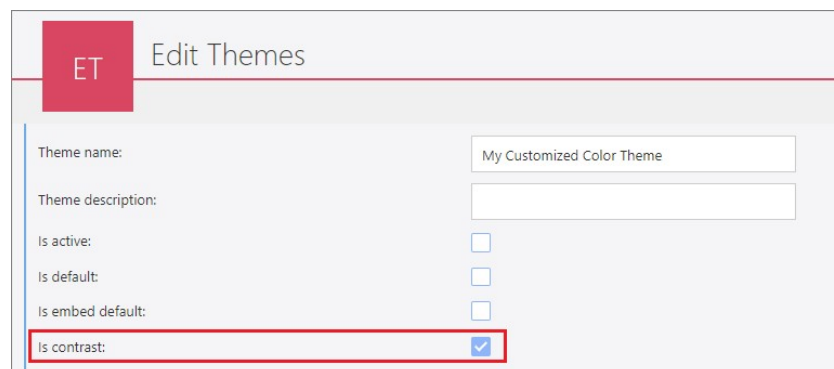 ET
Edit Themes
Theme name:
My Customized Color Theme
Theme description:
Is active:
Is default:
Is embed default:
Is contrast: